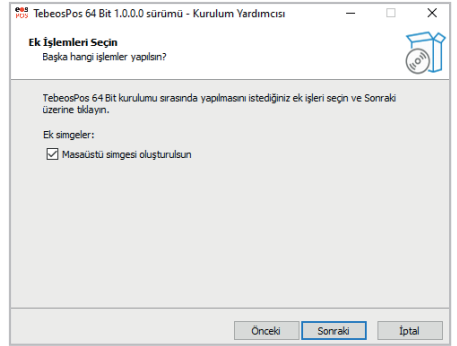 eos
POS
TebeosPos 64 Bit 1.0.0.0 sürümü - Kurulum Yardımcısı
Ek İşlemleri Seçin
Başka hangi işlemler yapılsın?
TebeosPos 64 Bit kurulumu sırasında yapılmasını istediğiniz ek işleri seçin ve Sonraki
üzerine tıklayın.
Ek simgeler:
Masaüstü simgesi oluşturulsun
Önceki
Sonraki
İptal